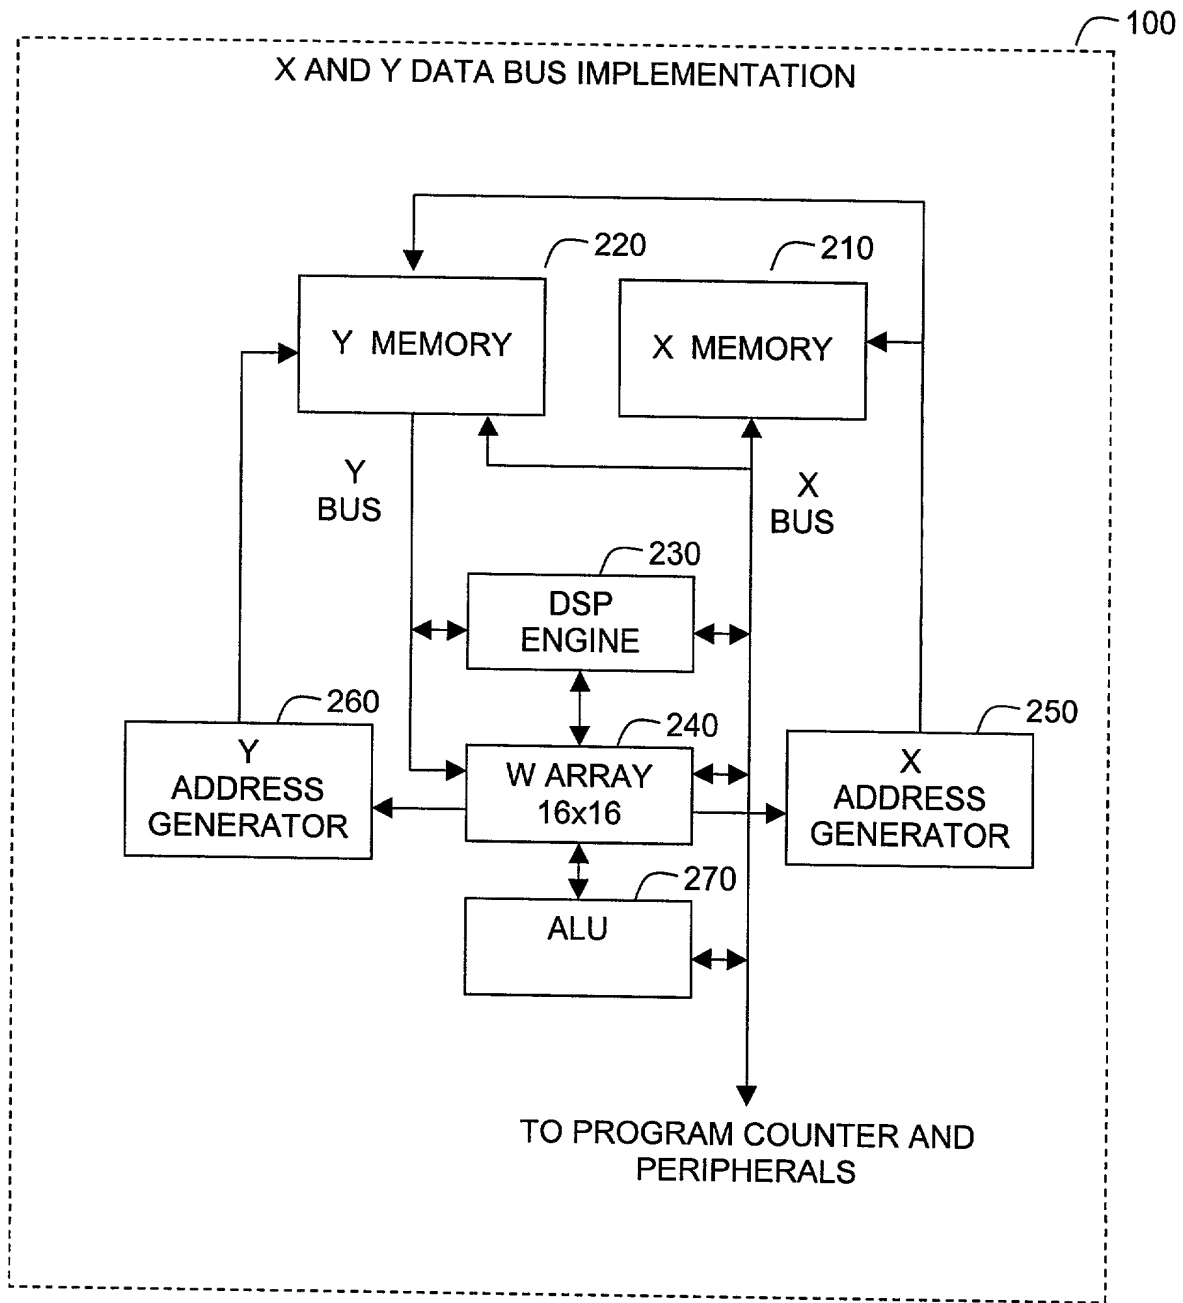 100
X AND Y DATA BUS IMPLEMENTATION
220
210
Y MEMORY
X MEMORY
Y
BUS
X
BUS
230
DSP
ENGINE
260
240
250
Y
ADDRESS
GENERATOR
W ARRAY
16x16
X
ADDRESS
GENERATOR
270
ALU
TO PROGRAM COUNTER AND
PERIPHERALS